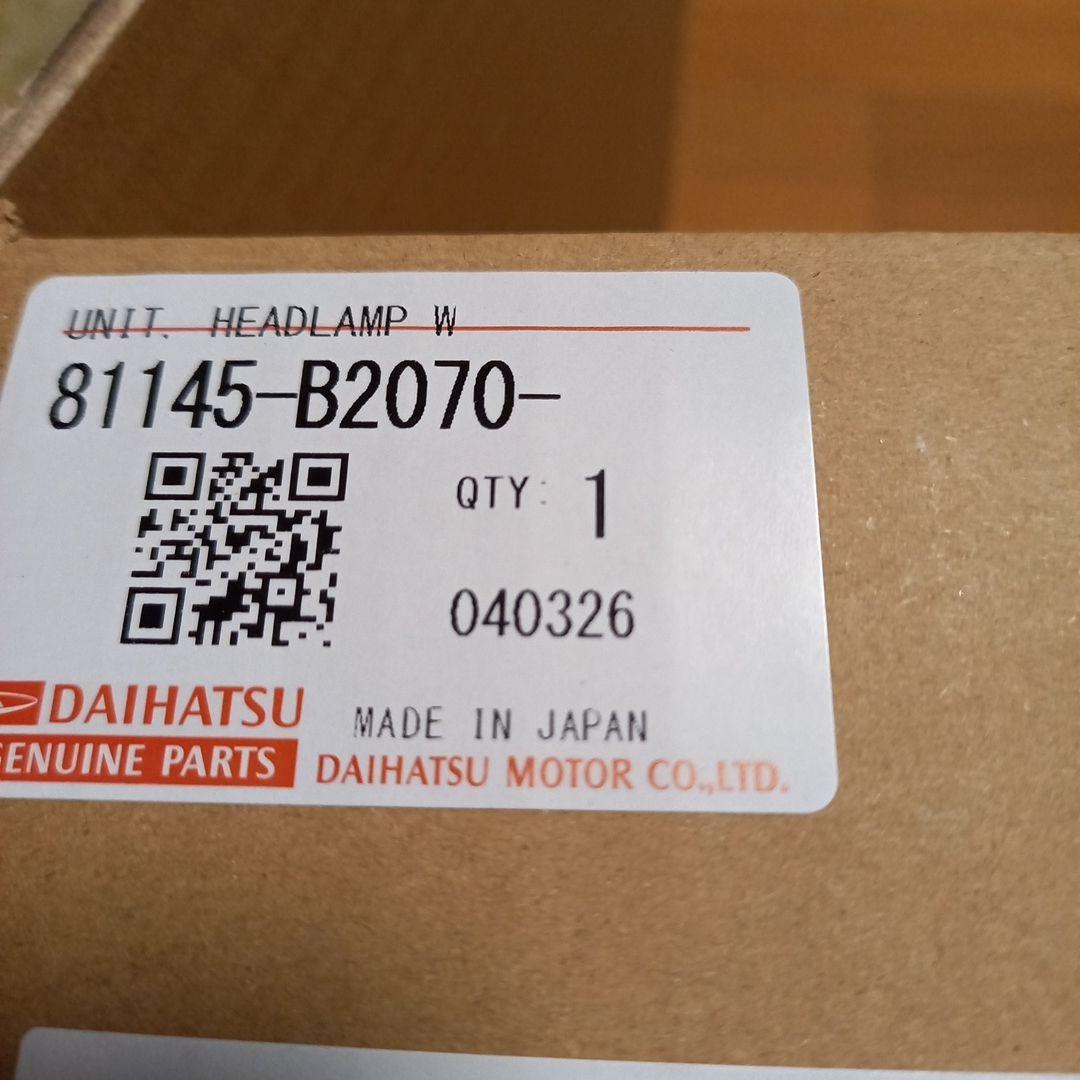 UNIT. HEADLAMP W
81145-B2070-
QTY: 1
040326
DAIHATSU
GENUINE PARTS
MADE IN JAPAN
DAIHATSU MOTOR CO.,LTD.